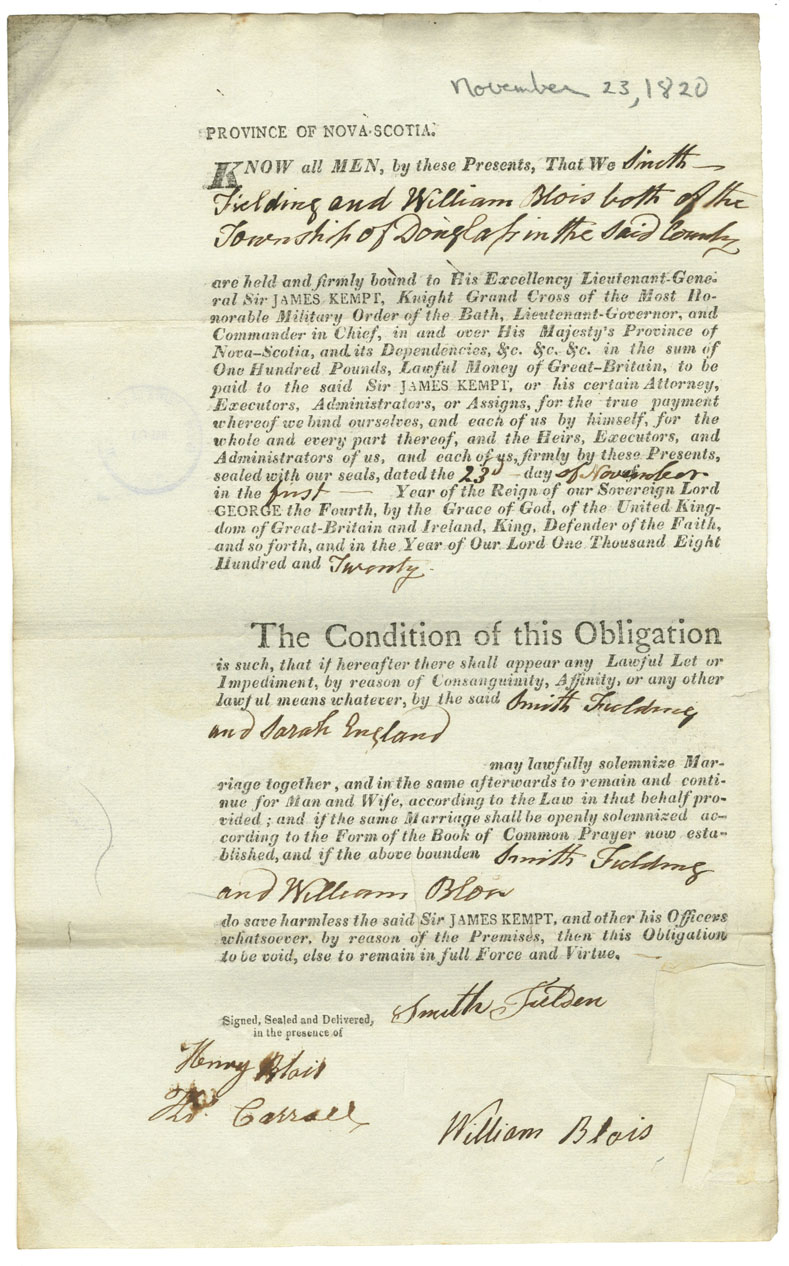 November 23, 1820
PROVINCE OF NOVA-SCOTIA.
KNOW all MEN, by these Presents, That We Smith
Fielding and William Blois both of the
Township of Douglass in the Said County
are held and firmly bound to His Excellency Lieutenant-Gene-
ral Sir JAMES KEMPT, Knight Grand Cross of the Most Ho-
norable Military Order of the Bath, Lieutenant-Governor, and
Commander in Chief, in and over His Majesty's Province of
Nova-Scotia, and its Dependencies, &c. &c. &c. in the sum of
One Hundred Pounds, Lawful Money of Great-Britain, to be
paid to the said Sir JAMES KEMPT, or his certain Attorney,
Executors, Administrators, or Assigns, for the true payment
whereof we bind ourselves, and each of us by himself, for the
whole and every part thereof, and the Heirs, Executors, and
Administrators of us, and each of us, firmly by these Presents,
sealed with our seals, dated the 23d day of November
in the first Year of the Reign of our Sovereign Lord
GEORGE the Fourth, by the Grace of God, of the United King-
dom of Great-Britain and Ireland, King, Defender of the Faith,
and so forth, and in the Year of Our Lord One Thousand Eight
Hundred and Twenty.
The Condition of this Obligation
is such, that if hereafter there shall appear any Lawful Let or
Impediment, by reason of Consanguinity, Affinity, or any other
lawful means whatever, by the said Smith Fielding
and Sarah England
may lawfully solemnize Mar-
riage together, and in the same afterwards to remain and conti-
nue for Man and Wife, according to the Law in that behalf pro-
vided; and if the same Marriage shall be openly solemnized ac-
cording to the Form of the Book of Common Prayer now esta-
blished, and if the above bounden Smith Fielding
and William Blois
do save harmless the said Sir JAMES KEMPT, and other his Officers
whatsoever, by reason of the Premises, then this Obligation
to be void, else to remain in full Force and Virtue.
Smith Fielden
Signed, Sealed and Delivered,
in the presence of
Henry Blois
Carrall
William Blois